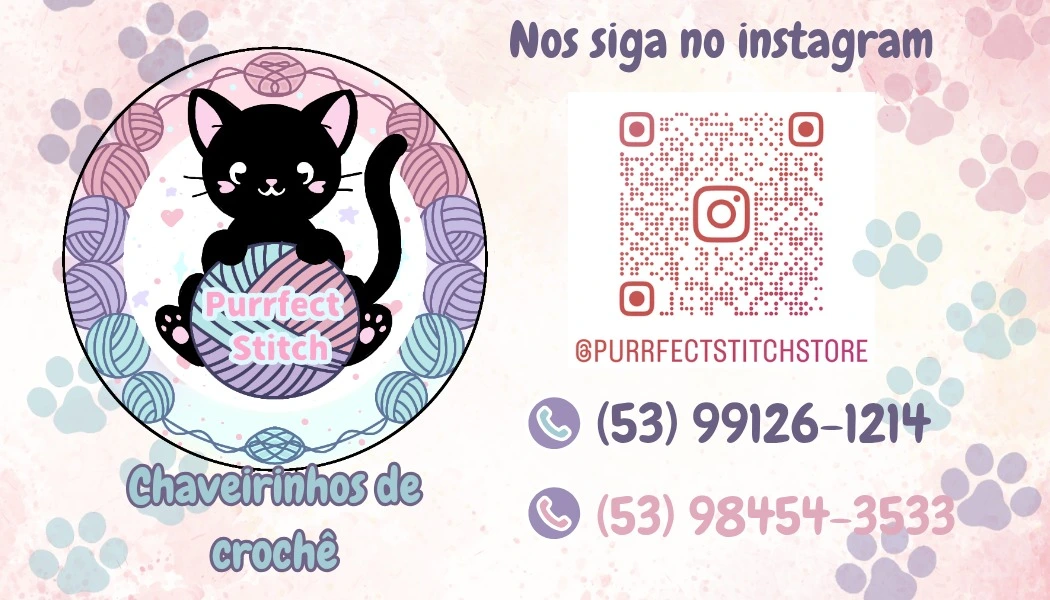 Nos siga no instagram
Purrfect
Stitch
@PURRFECTSTITCHSTORE
(53) 99126-1214
(53) 98454-3533
Chaveirinhos de
crochê